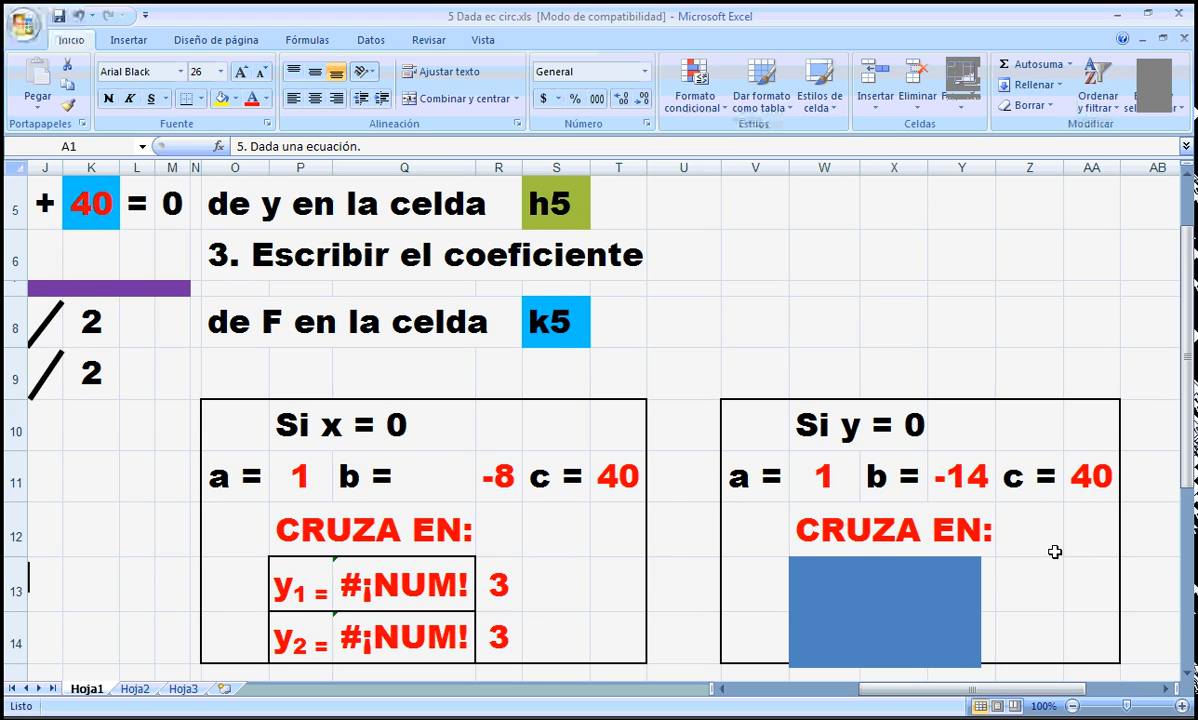 5 Dada ec circ.xls [Modo de compatibilidad] - Microsoft Excel
Inicio Insertar Diseño de página Fórmulas Datos Revisar Vista
Pegar
Arial Black 26
N K S
Ajustar texto
Combinar y centrar
General
$ % 000
Formato condicional
Dar formato como tabla
Estilos de celda
Insertar Eliminar
Autosuma
Rellenar
Borrar
Ordenar y filtrar
Portapapeles Fuente Alineación Número Estilos Celdas Modificar
A1 fx 5. Dada una ecuación.
J K L M N O P Q R S T U V W X Y Z AA AB
5 + 40 = 0 de y en la celda h5
6 3. Escribir el coeficiente
8 / 2 de F en la celda k5
9 / 2
10 Si x = 0 Si y = 0
11 a = 1 b = -8 c = 40 a = 1 b = -14 c = 40
12 CRUZA EN: CRUZA EN:
13 y1 = #¡NUM! 3
14 y2 = #¡NUM! 3
Hoja1 Hoja2 Hoja3
Listo 100%